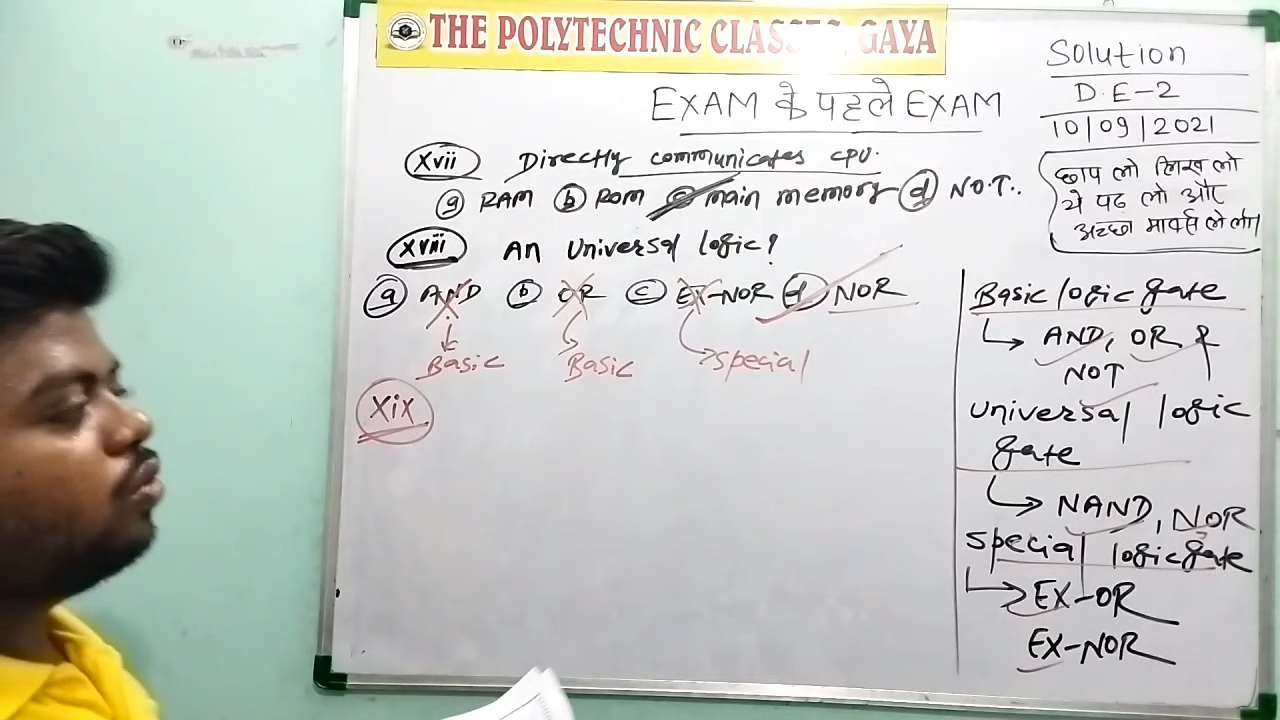 THE POLYTECHNIC CLASSES, GAYA
EXAM के पहले EXAM
Solution
D.E-2
10/09/2021
छाप लो लिख लो
ये पढ़ लो और
अच्छा मार्क्स ले लो।
xvii Directly communicates CPU.
a RAM b ROM c main memory d N.O.T..
xviii An Universal logic?
a AND b OR c EX-NOR d NOR
Basic Basic special
xix
Basic logic gate
AND, OR &
NOT
Universal logic
gate
NAND, NOR
special logic gate
EX-OR
EX-NOR